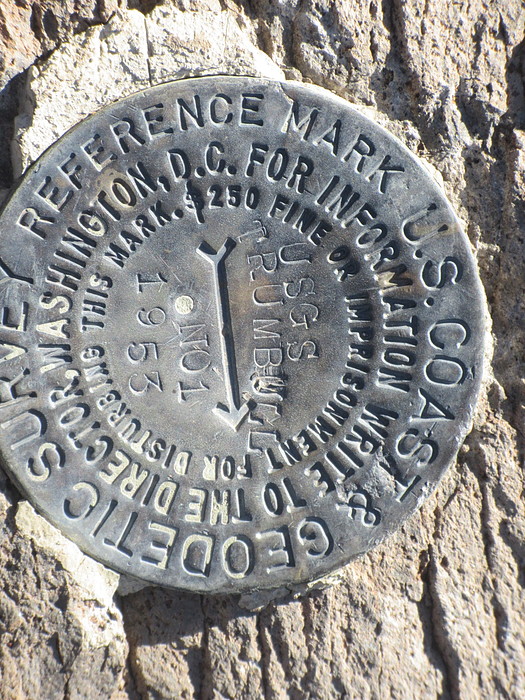 U.S. COAST & GEODETIC SURVEY REFERENCE MARK
FOR INFORMATION WRITE TO THE DIRECTOR, WASHINGTON, D.C.
$250 FINE OR IMPRISONMENT FOR DISTURBING THIS MARK.
USGS
TRUMBULL
NO 1
1953